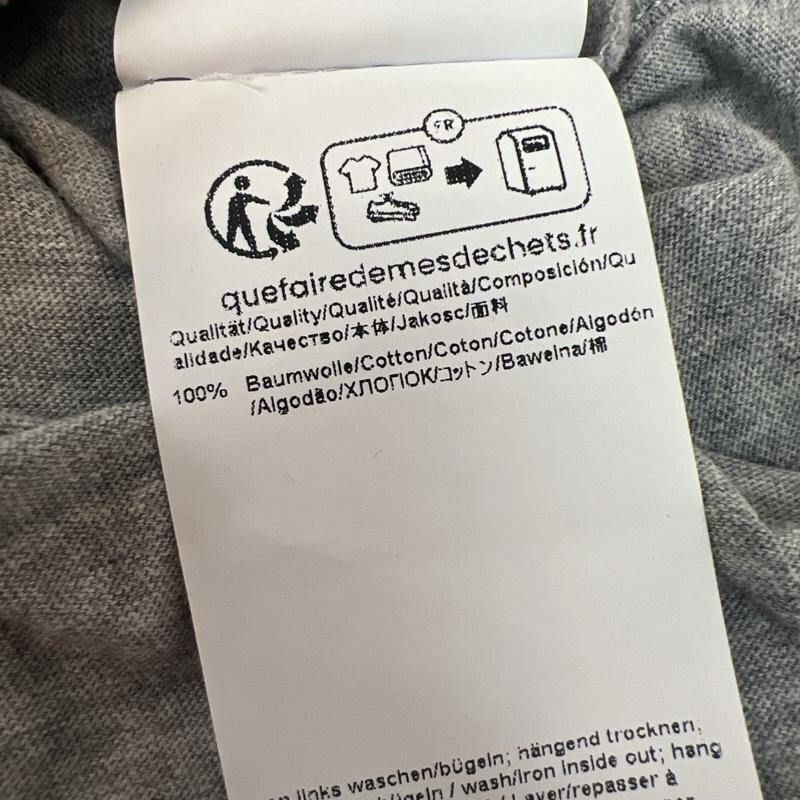 FR
quefairedemesdechets.fr
Qualität/Quality/Qualité/Qualità/Composición/Qu
alidade/Качество/本体/Jakosc/面料
100% Baumwolle/Cotton/Coton/Cotone/Algodón
/Algodão/ХЛОПОК/コットン/Bawelna/棉
links waschen/bügeln; hängend trocknen;
/ wash/iron inside out; hang
/ Laver/repasser à